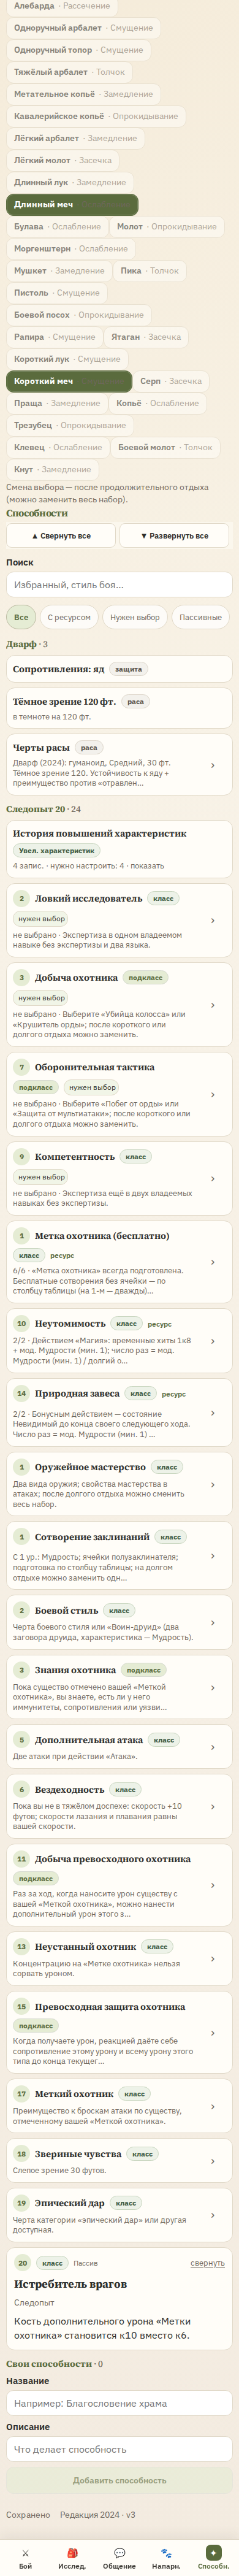 Алебарда · Рассечение
Одноручный арбалет · Смущение
Одноручный топор · Смущение
Тяжёлый арбалет · Толчок
Метательное копьё · Замедление
Кавалерийское копьё · Опрокидывание
Лёгкий арбалет · Замедление
Лёгкий молот · Засечка
Длинный лук · Замедление
Длинный меч
Булава · Ослабление Молот · Опрокидывание
Моргенштерн · Ослабление
Мушкет · Замедление Пика · Толчок
Пистоль · Смущение
Боевой посох · Опрокидывание
Рапира · Смущение Ятаган · Засечка
Короткий лук · Смущение
Короткий меч Серп · Засечка
Праща · Замедление Копьё · Ослабление
Трезубец · Опрокидывание
Клевец · Ослабление Боевой молот · Толчок
Кнут · Замедление
Смена выбора — после продолжительного отдыха
(можно заменить весь набор).
Способности
▲ Свернуть все ▼ Развернуть все
Поиск
Избранный, стиль боя…
Все С ресурсом Нужен выбор Пассивные
Дварф · 3
Сопротивления: яд защита
Тёмное зрение 120 фт. раса
в темноте на 120 фт.
Черты расы раса
Дварф (2024): гуманоид, Средний, 30 фт.
Тёмное зрение 120. Устойчивость к яду +
преимущество против «отравлен…
Следопыт 20 · 24
История повышений характеристик
Увел. характеристик
4 запис. · нужно настроить: 4 · показать
2 Ловкий исследователь класс
нужен выбор
не выбрано · Экспертиза в одном владеемом
навыке без экспертизы и два языка.
3 Добыча охотника подкласс
нужен выбор
не выбрано · Выберите «Убийца колосса» или
«Крушитель орды»; после короткого или
долгого отдыха можно заменить.
7 Оборонительная тактика
подкласс нужен выбор
не выбрано · Выберите «Побег от орды» или
«Защита от мультиатаки»; после короткого или
долгого отдыха можно заменить.
9 Компетентность класс
нужен выбор
не выбрано · Экспертиза ещё в двух владеемых
навыках без экспертизы.
1 Метка охотника (бесплатно)
класс ресурс
6/6 · «Метка охотника» всегда подготовлена.
Бесплатные сотворения без ячейки — по
столбцу таблицы (на 1-м — дважды)…
10 Неутомимость класс ресурс
2/2 · Действием «Магия»: временные хиты 1к8
+ мод. Мудрости (мин. 1); число раз = мод.
Мудрости (мин. 1) / долгий о…
14 Природная завеса класс ресурс
2/2 · Бонусным действием — состояние
Невидимый до конца своего следующего хода.
Число раз = мод. Мудрости (мин. 1) …
1 Оружейное мастерство класс
Два вида оружия; свойства мастерства в
атаках; после долгого отдыха можно сменить
весь набор.
1 Сотворение заклинаний класс
С 1 ур.: Мудрость; ячейки полузаклинателя;
подготовка по столбцу таблицы; на долгом
отдыхе можно заменить одн…
2 Боевой стиль класс
Черта боевого стиля или «Воин-друид» (два
заговора друида, характеристика — Мудрость).
3 Знания охотника подкласс
Пока существо отмечено вашей «Меткой
охотника», вы знаете, есть ли у него
иммунитеты, сопротивления или уязви…
5 Дополнительная атака класс
Две атаки при действии «Атака».
6 Вездеходность класс
Пока вы не в тяжёлом доспехе: скорость +10
футов; скорости лазания и плавания равны
вашей скорости.
11 Добыча превосходного охотника
подкласс
Раз за ход, когда наносите урон существу с
вашей «Меткой охотника», можно нанести
дополнительный урон этого з…
13 Неустанный охотник класс
Концентрацию на «Метке охотника» нельзя
сорвать уроном.
15 Превосходная защита охотника
подкласс
Когда получаете урон, реакцией даёте себе
сопротивление этому урону и всему урону этого
типа до конца текущег…
17 Меткий охотник класс
Преимущество к броскам атаки по существу,
отмеченному вашей «Меткой охотника».
18 Звериные чувства класс
Слепое зрение 30 футов.
19 Эпический дар класс
Черта категории «эпический дар» или другая
доступная.
20 класс Пассив свернуть
Истребитель врагов
Следопыт
Кость дополнительного урона «Метки
охотника» становится к10 вместо к6.
Свои способности · 0
Название
Например: Благословение храма
Описание
Что делает способность
Добавить способность
Сохранено Редакция 2024 · v3
Бой Исслед. Общение Напарн. Способн.